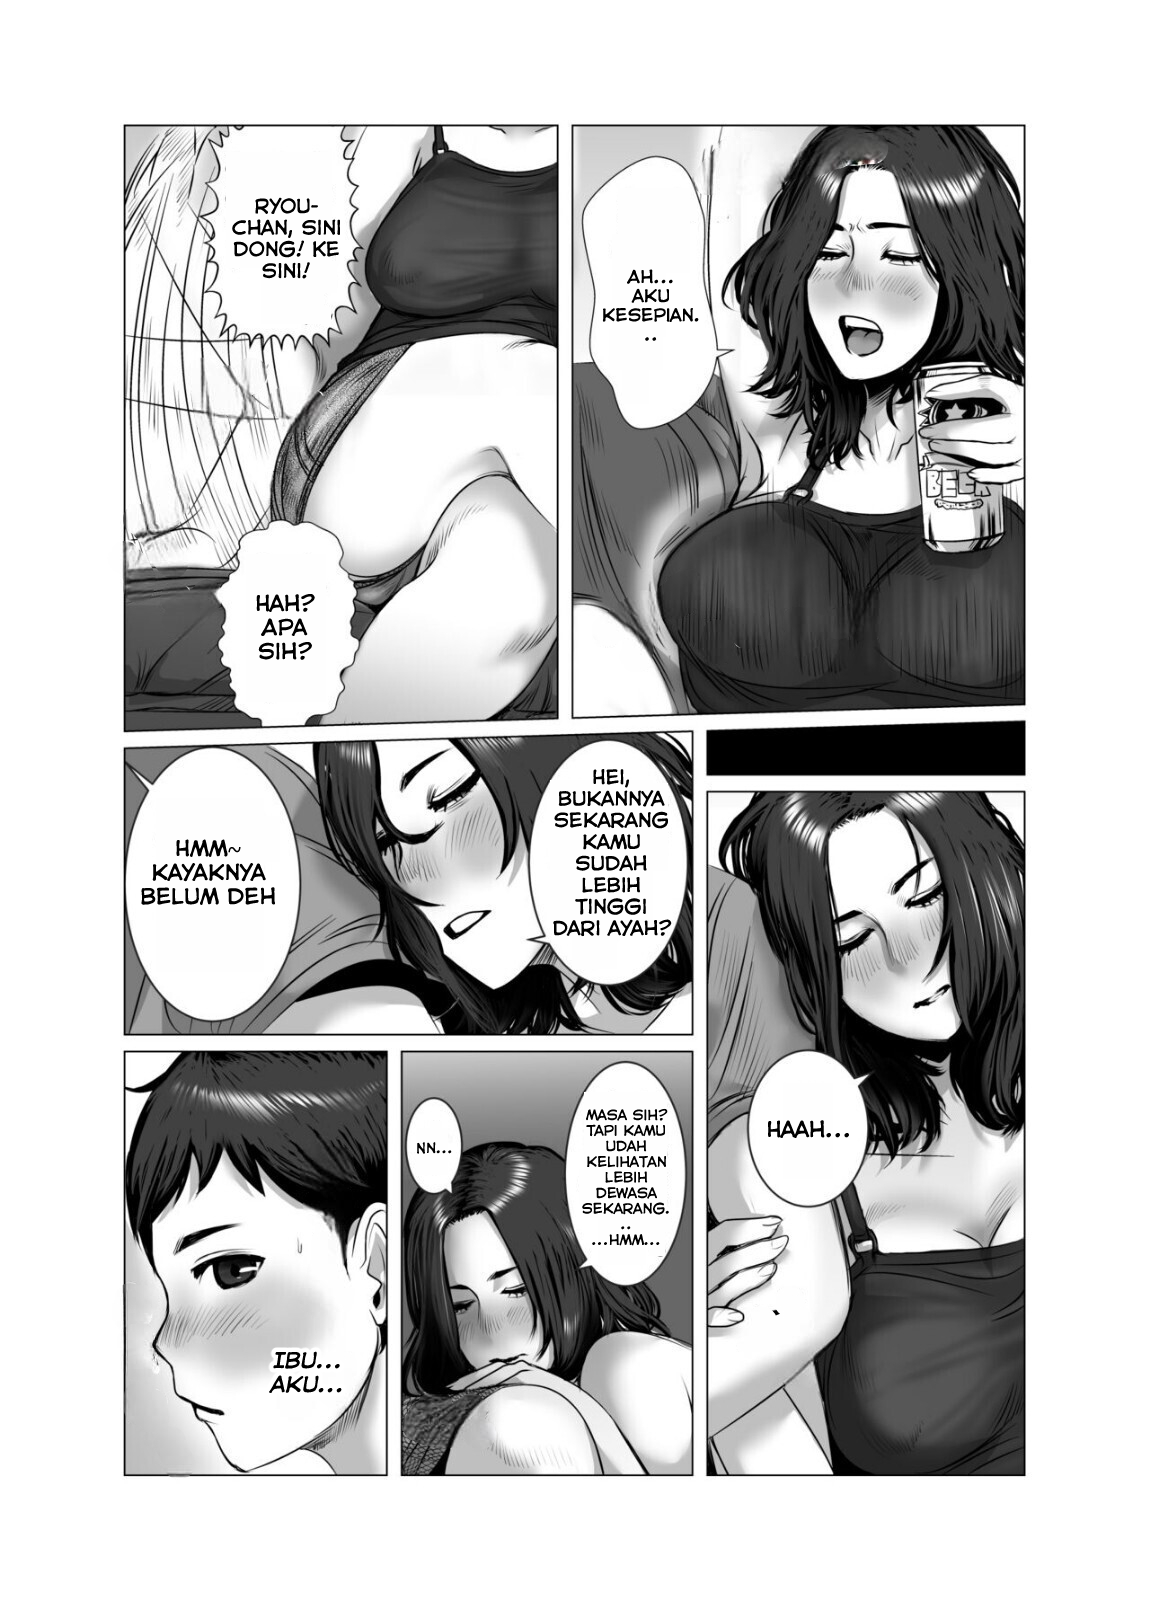 AH...
AKU
KESEPIAN.
..
BEER
RYOU-
CHAN, SINI
DONG! KE
SINI!
HAH?
APA
SIH?
HAAH...
HEI,
BUKANNYA
SEKARANG
KAMU
SUDAH
LEBIH
TINGGI
DARI AYAH?
HMM~
KAYAKNYA
BELUM DEH
MASA SIH?
TAPI KAMU
UDAH
KELIHATAN
LEBIH
DEWASA
SEKARANG.
..
...HMM...
NN...
IBU...
AKU...